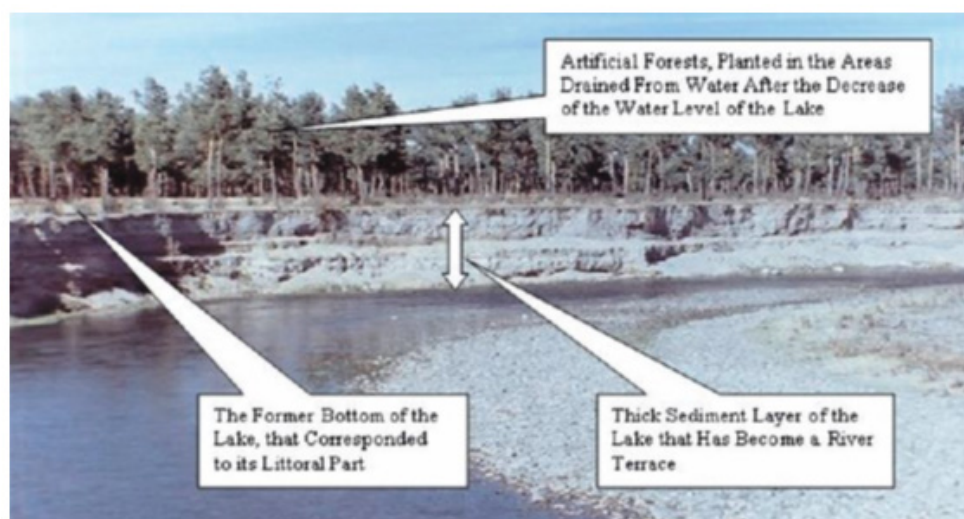 Artificial Forests, Planted in the Areas
Drained From Water After the Decrease
of the Water Level of the Lake
The Former Bottom of the
Lake, that Corresponded
to its Littoral Part
Thick Sediment Layer of the
Lake that Has Become a River
Terrace